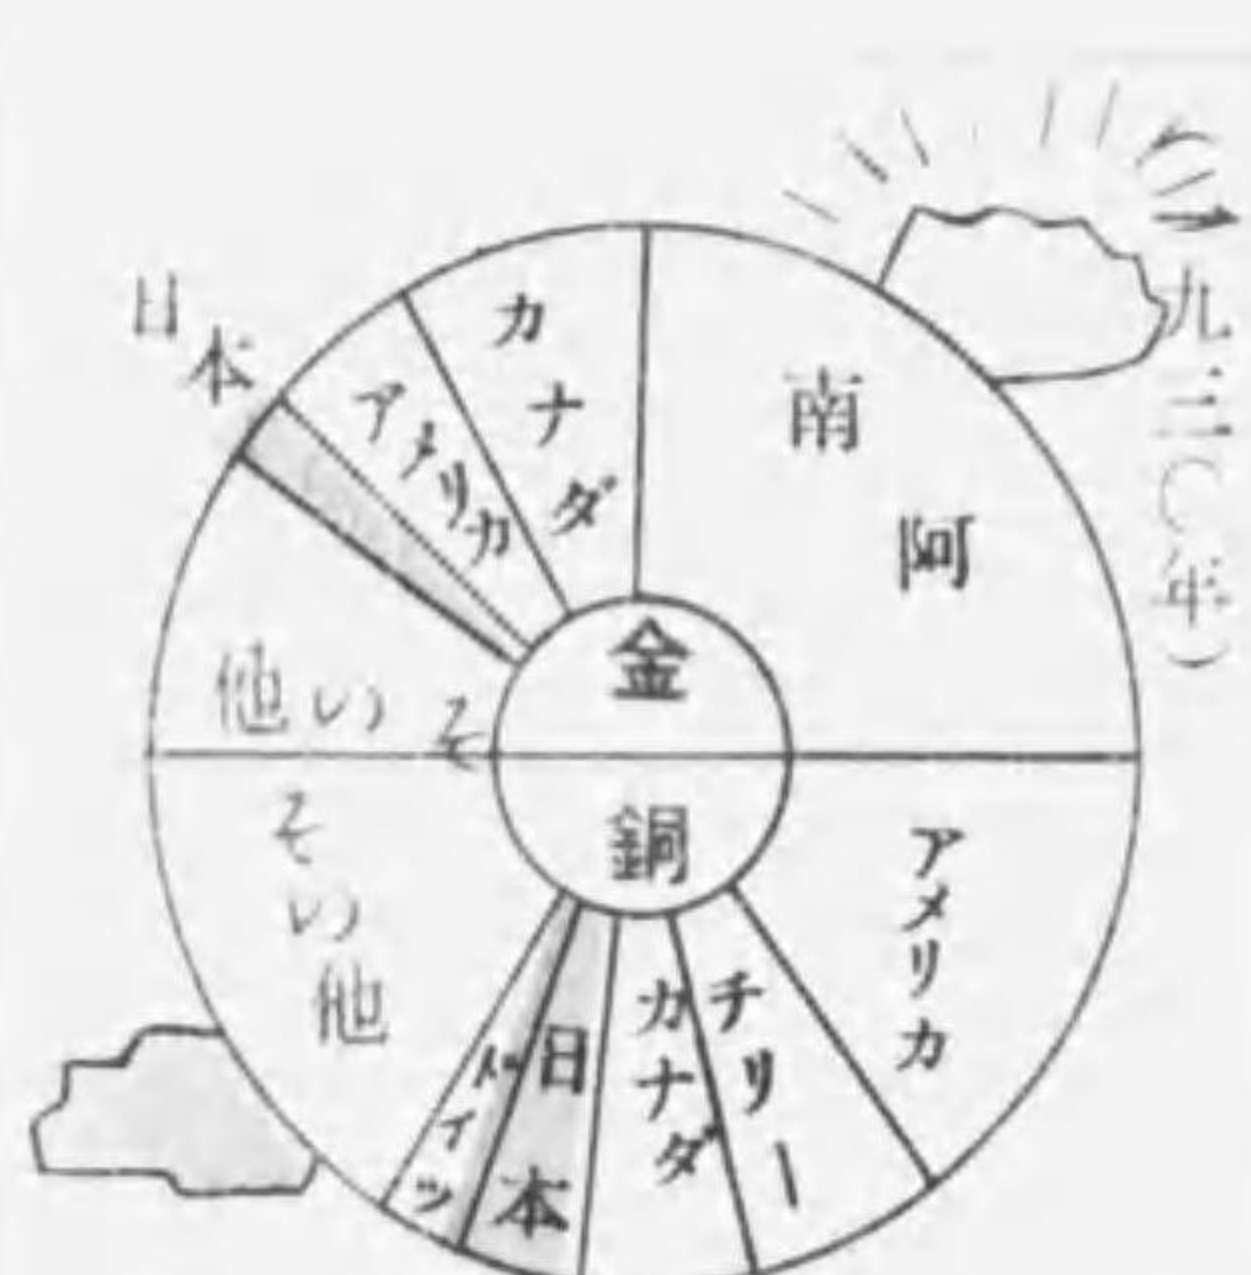 (一九三〇年)
金
南阿
カナダ
アメリカ
日本
その他
銅
アメリカ
チリー
カナダ
日本
ドイツ
その他